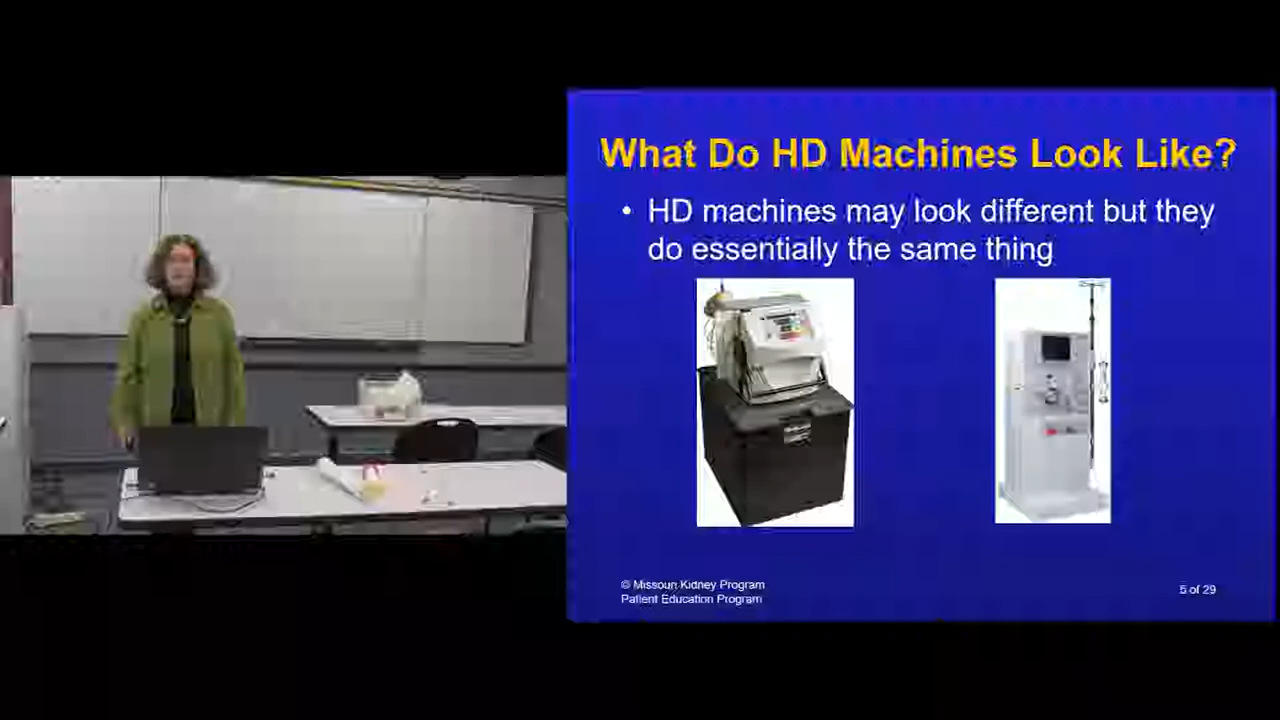 What Do HD Machines Look Like?
• HD machines may look different but they
do essentially the same thing
© Missouri Kidney Program
Patient Education Program
5 of 29